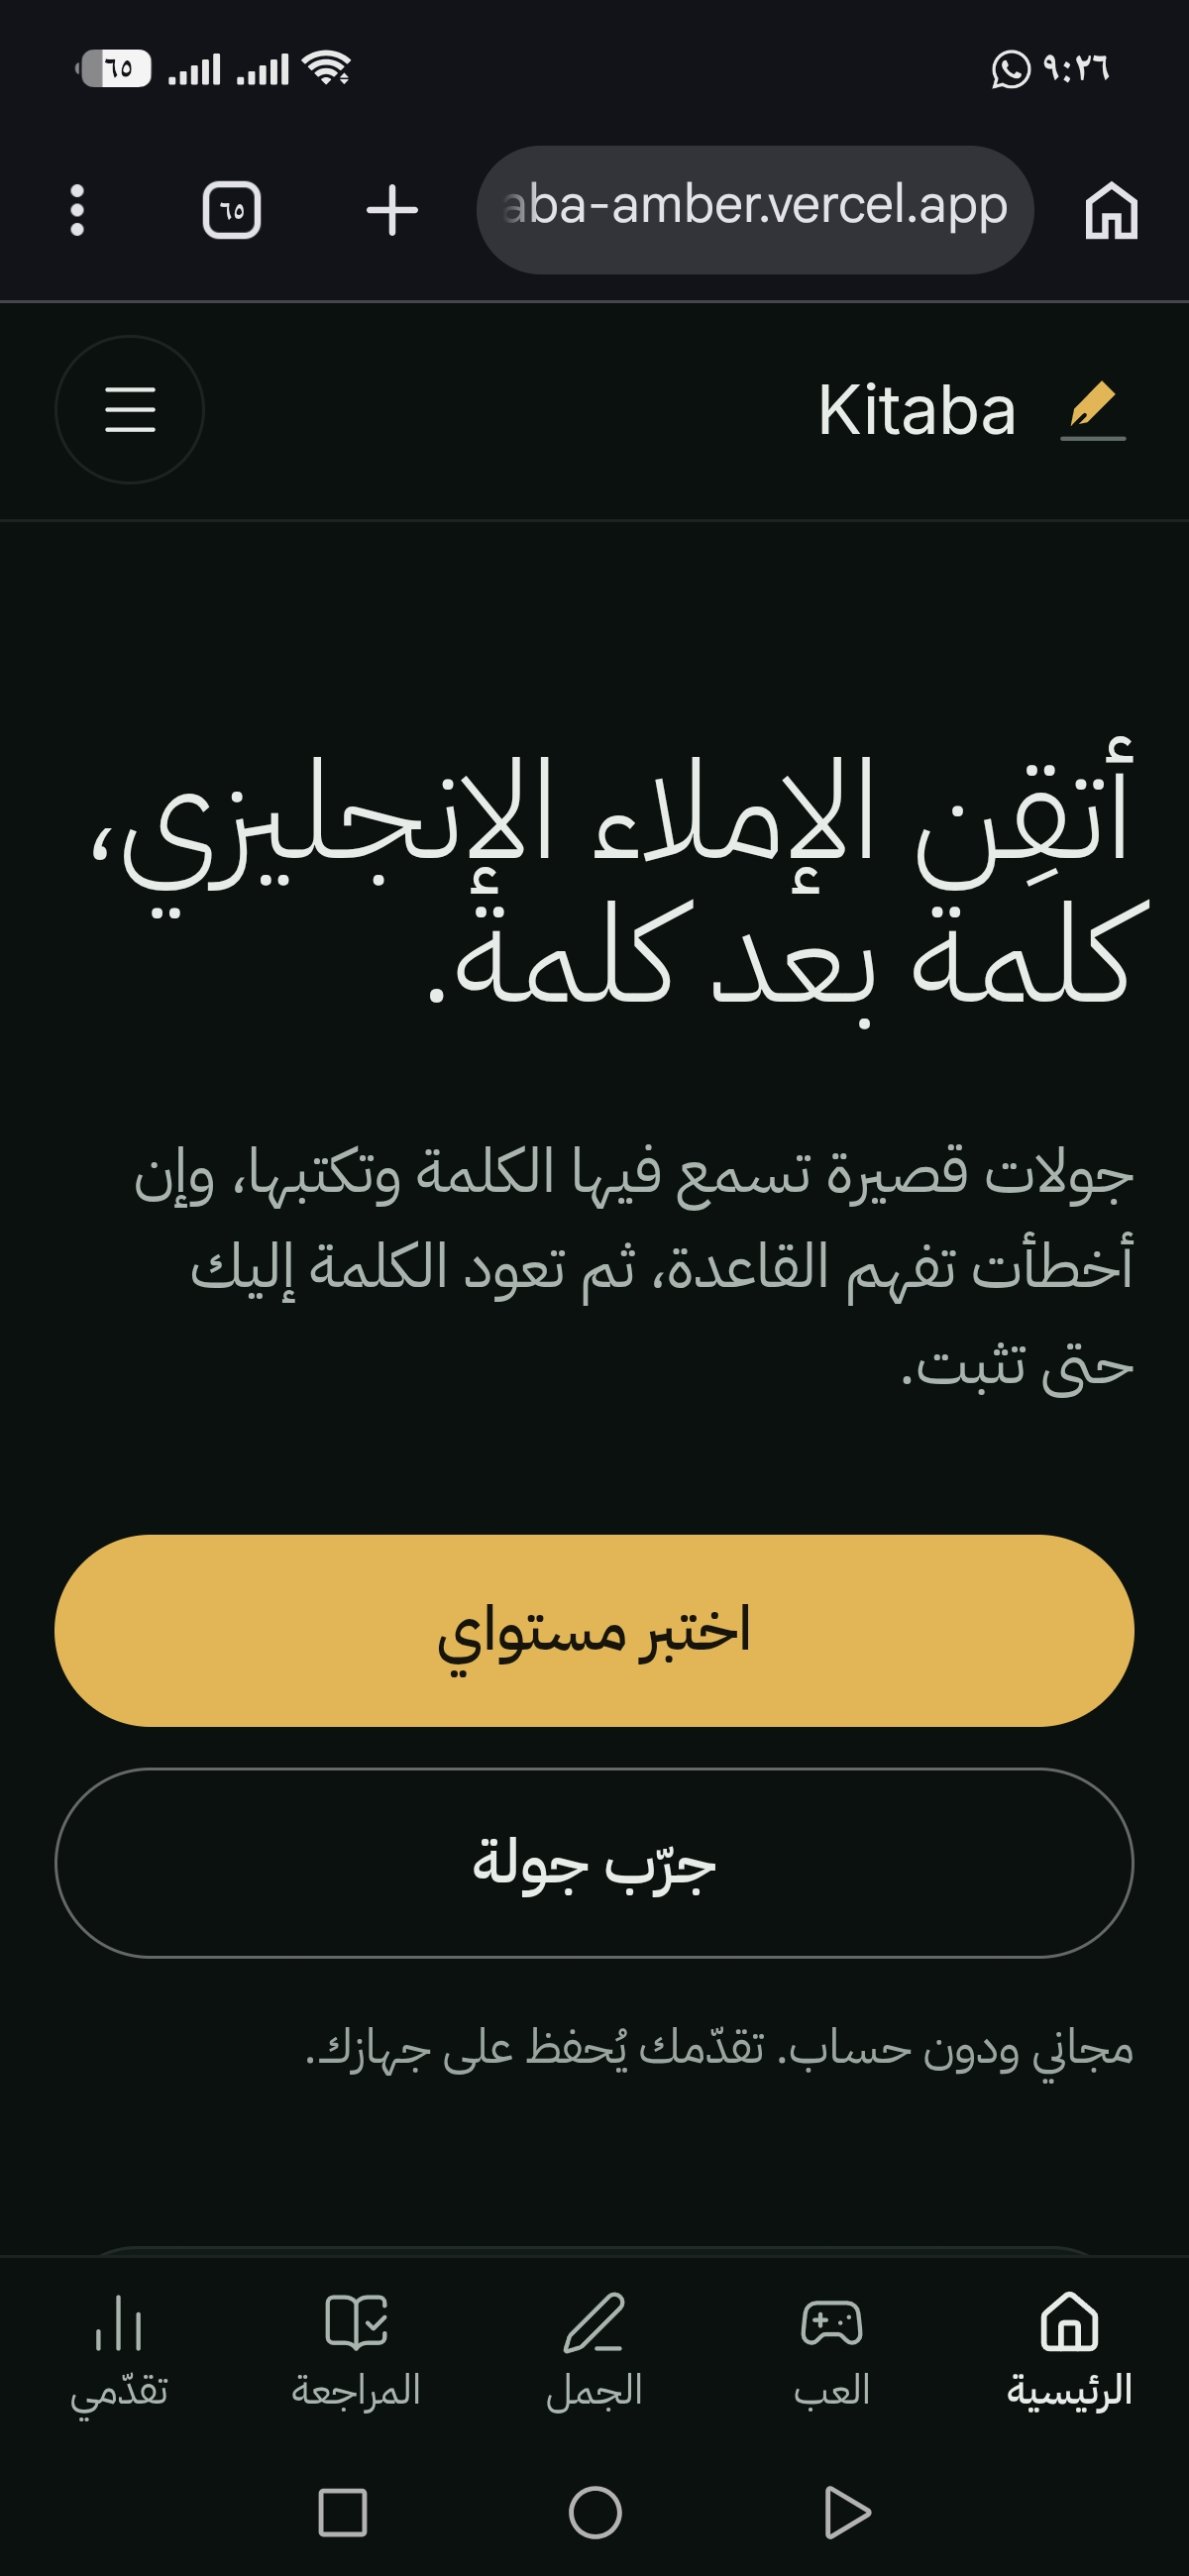 ٩:٢٦
٦٥
aba-amber.vercel.app
٦٥
Kitaba
أتقِن الإملاء الإنجليزي،
كلمة بعد كلمة.
جولات قصيرة تسمع فيها الكلمة وتكتبها، وإن
أخطأت تفهم القاعدة، ثم تعود الكلمة إليك
حتى تثبت.
اختبر مستواي
جرّب جولة
مجاني ودون حساب. تقدّمك يُحفظ على جهازك.
الرئيسية
العب
الجمل
المراجعة
تقدّمي